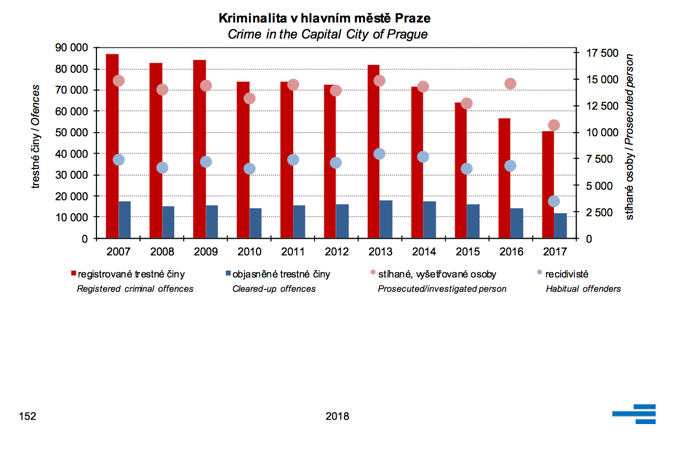 Kriminalita v hlavním městě Praze
Crime in the Capital City of Prague
trestné činy / Ofences
90 000
80 000
70 000
60 000
50 000
40 000
30 000
20 000
10 000
0
17 500
15 000
12 500
10 000
7 500
5 000
2 500
0
stíhané osoby / Prosecuted person
2007 2008 2009 2010 2011 2012 2013 2014 2015 2016 2017
registrované trestné činy objasněné trestné činy stíhané, vyšetřované osoby recidivisté
Registered criminal offences Cleared-up offences Prosecuted/investigated person Habitual offenders
152 2018